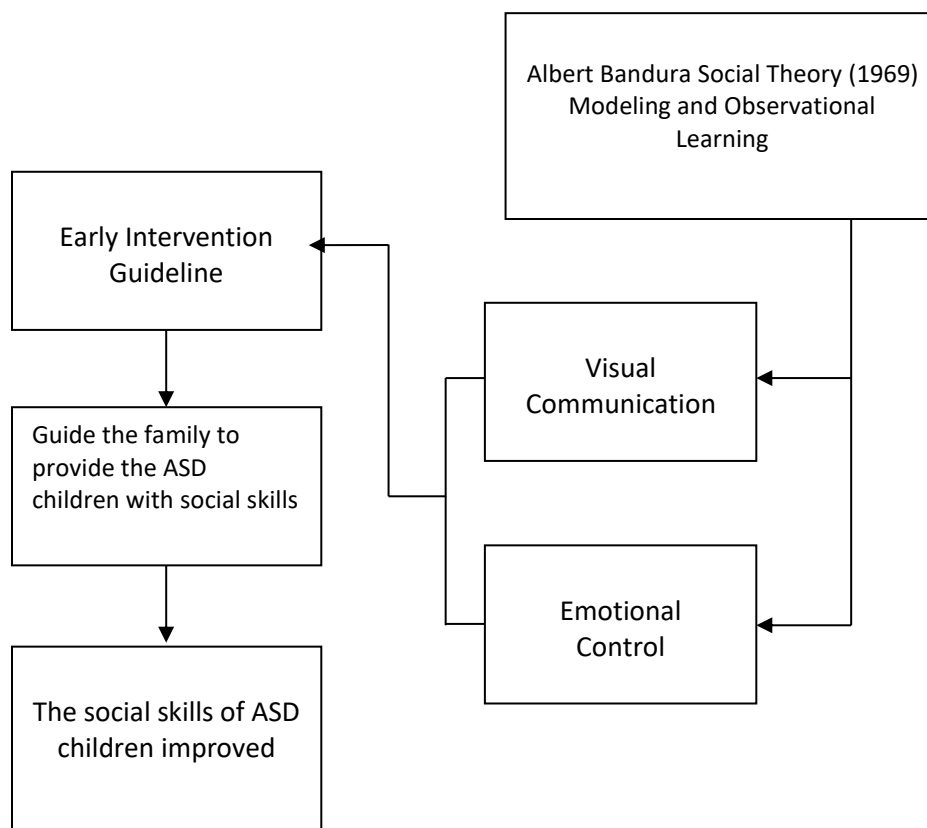 Albert Bandura Social Theory (1969)
Modeling and Observational
Learning
Early Intervention
Guideline
Visual
Communication
Guide the family to
provide the ASD
children with social skills
Emotional
Control
The social skills of ASD
children improved